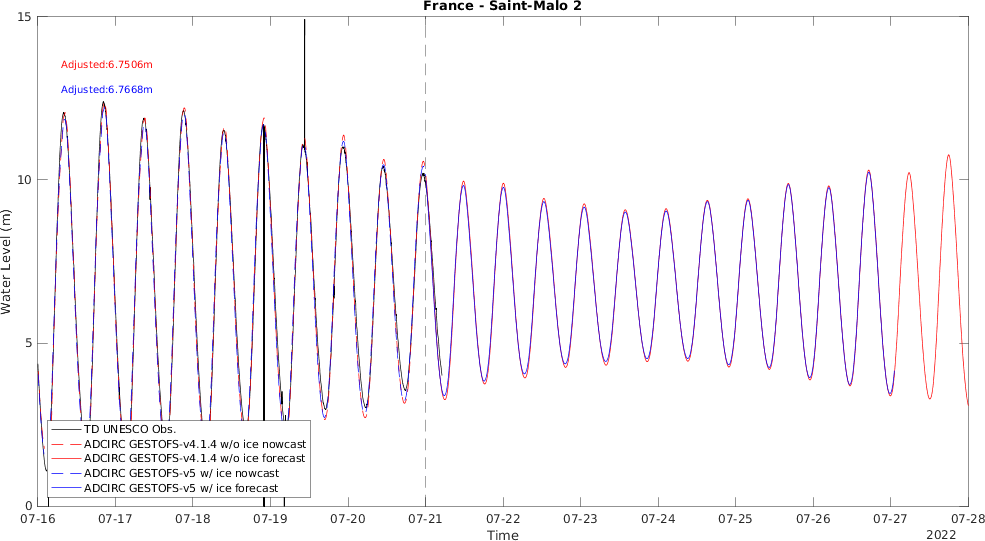 France - Saint-Malo 2
Adjusted:6.7506m
Adjusted:6.7668m
Water Level (m)
15
10
5
0
TD UNESCO Obs.
ADCIRC GESTOFS-v4.1.4 w/o ice nowcast
ADCIRC GESTOFS-v4.1.4 w/o ice forecast
ADCIRC GESTOFS-v5 w/ ice nowcast
ADCIRC GESTOFS-v5 w/ ice forecast
07-16 07-17 07-18 07-19 07-20 07-21 07-22 07-23 07-24 07-25 07-26 07-27 07-28
Time
2022